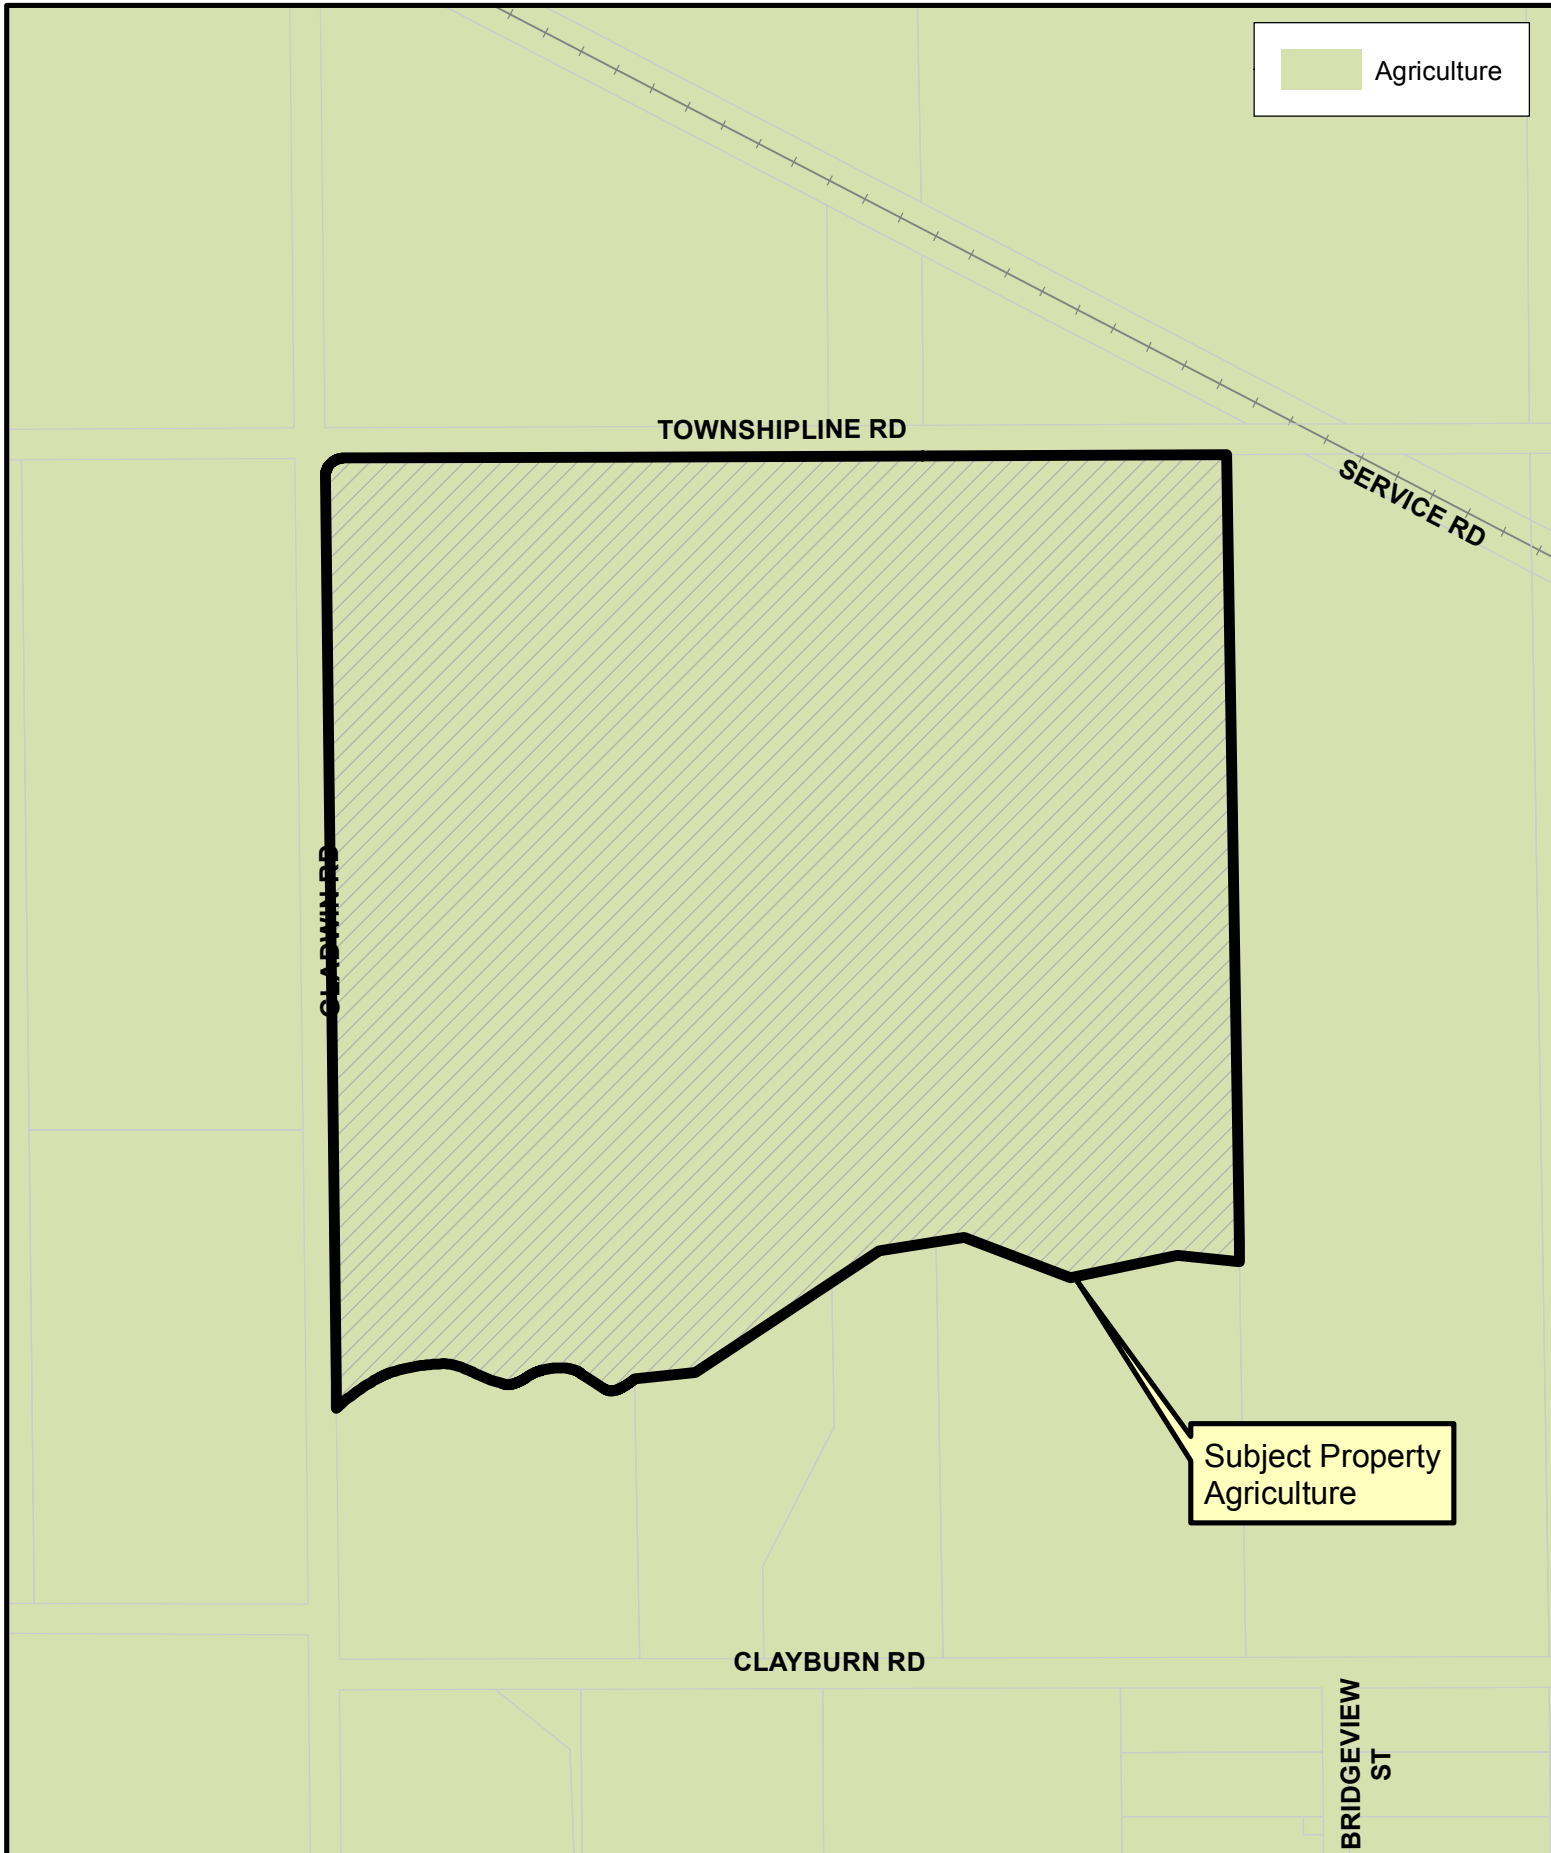 Agriculture
TOWNSHIPLINE RD
SERVICE RD
GLADWIN RD
Subject Property
Agriculture
CLAYBURN RD
BRIDGEVIEW
ST